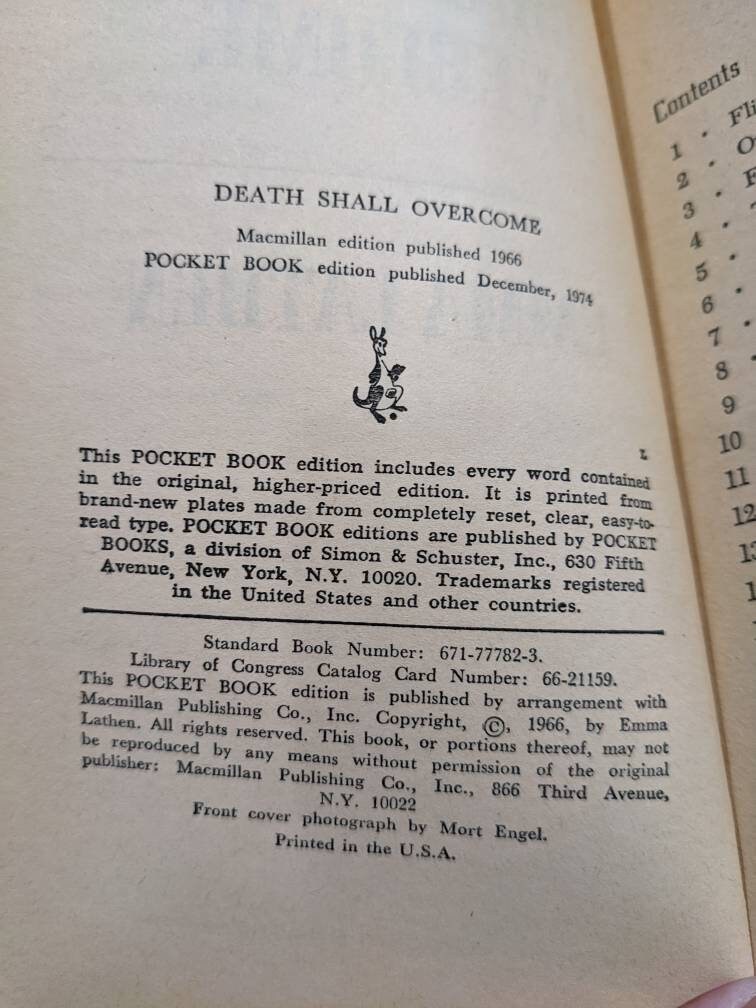 DEATH SHALL OVERCOME
Macmillan edition published 1966
POCKET BOOK edition published December, 1974
L
This POCKET BOOK edition includes every word contained
in the original, higher-priced edition. It is printed from
brand-new plates made from completely reset, clear, easy-to-
read type. POCKET BOOK editions are published by POCKET
BOOKS, a division of Simon & Schuster, Inc., 630 Fifth
Avenue, New York, N.Y. 10020. Trademarks registered
in the United States and other countries.
Standard Book Number: 671-77782-3.
Library of Congress Catalog Card Number: 66-21159.
This POCKET BOOK edition is published by arrangement with
Macmillan Publishing Co., Inc. Copyright, ©, 1966, by Emma
Lathen. All rights reserved. This book, or portions thereof, may not
be reproduced by any means without permission of the original
publisher: Macmillan Publishing Co., Inc., 866 Third Avenue,
N.Y. 10022
Front cover photograph by Mort Engel.
Printed in the U.S.A.
Contents
1 · Fli
2 · O
3 ·
4 ·
5 ·
6 ·
7 ·
8
9
10
11
12